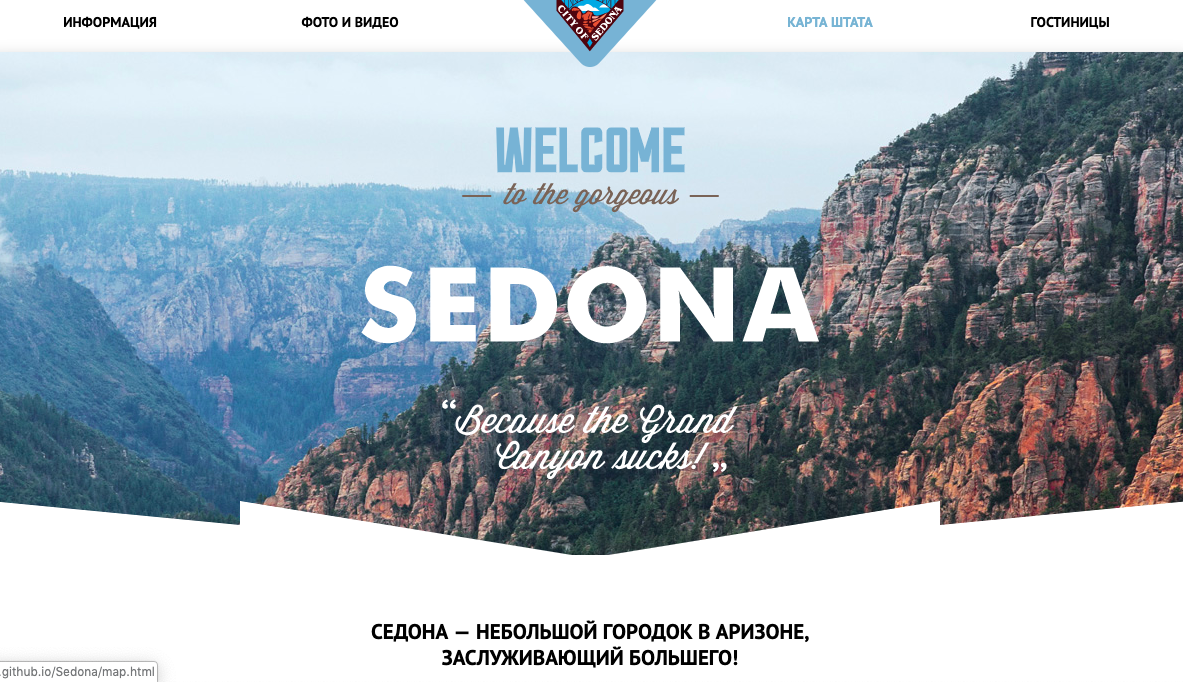 ИНФОРМАЦИЯ ФОТО И ВИДЕО КАРТА ШТАТА ГОСТИНИЦЫ
CITY OF SEDONA
WELCOME
— to the gorgeous —
SEDONA
“Because the Grand
Canyon sucks!„
СЕДОНА — НЕБОЛЬШОЙ ГОРОДОК В АРИЗОНЕ,
ЗАСЛУЖИВАЮЩИЙ БОЛЬШЕГО!
.github.io/Sedona/map.html